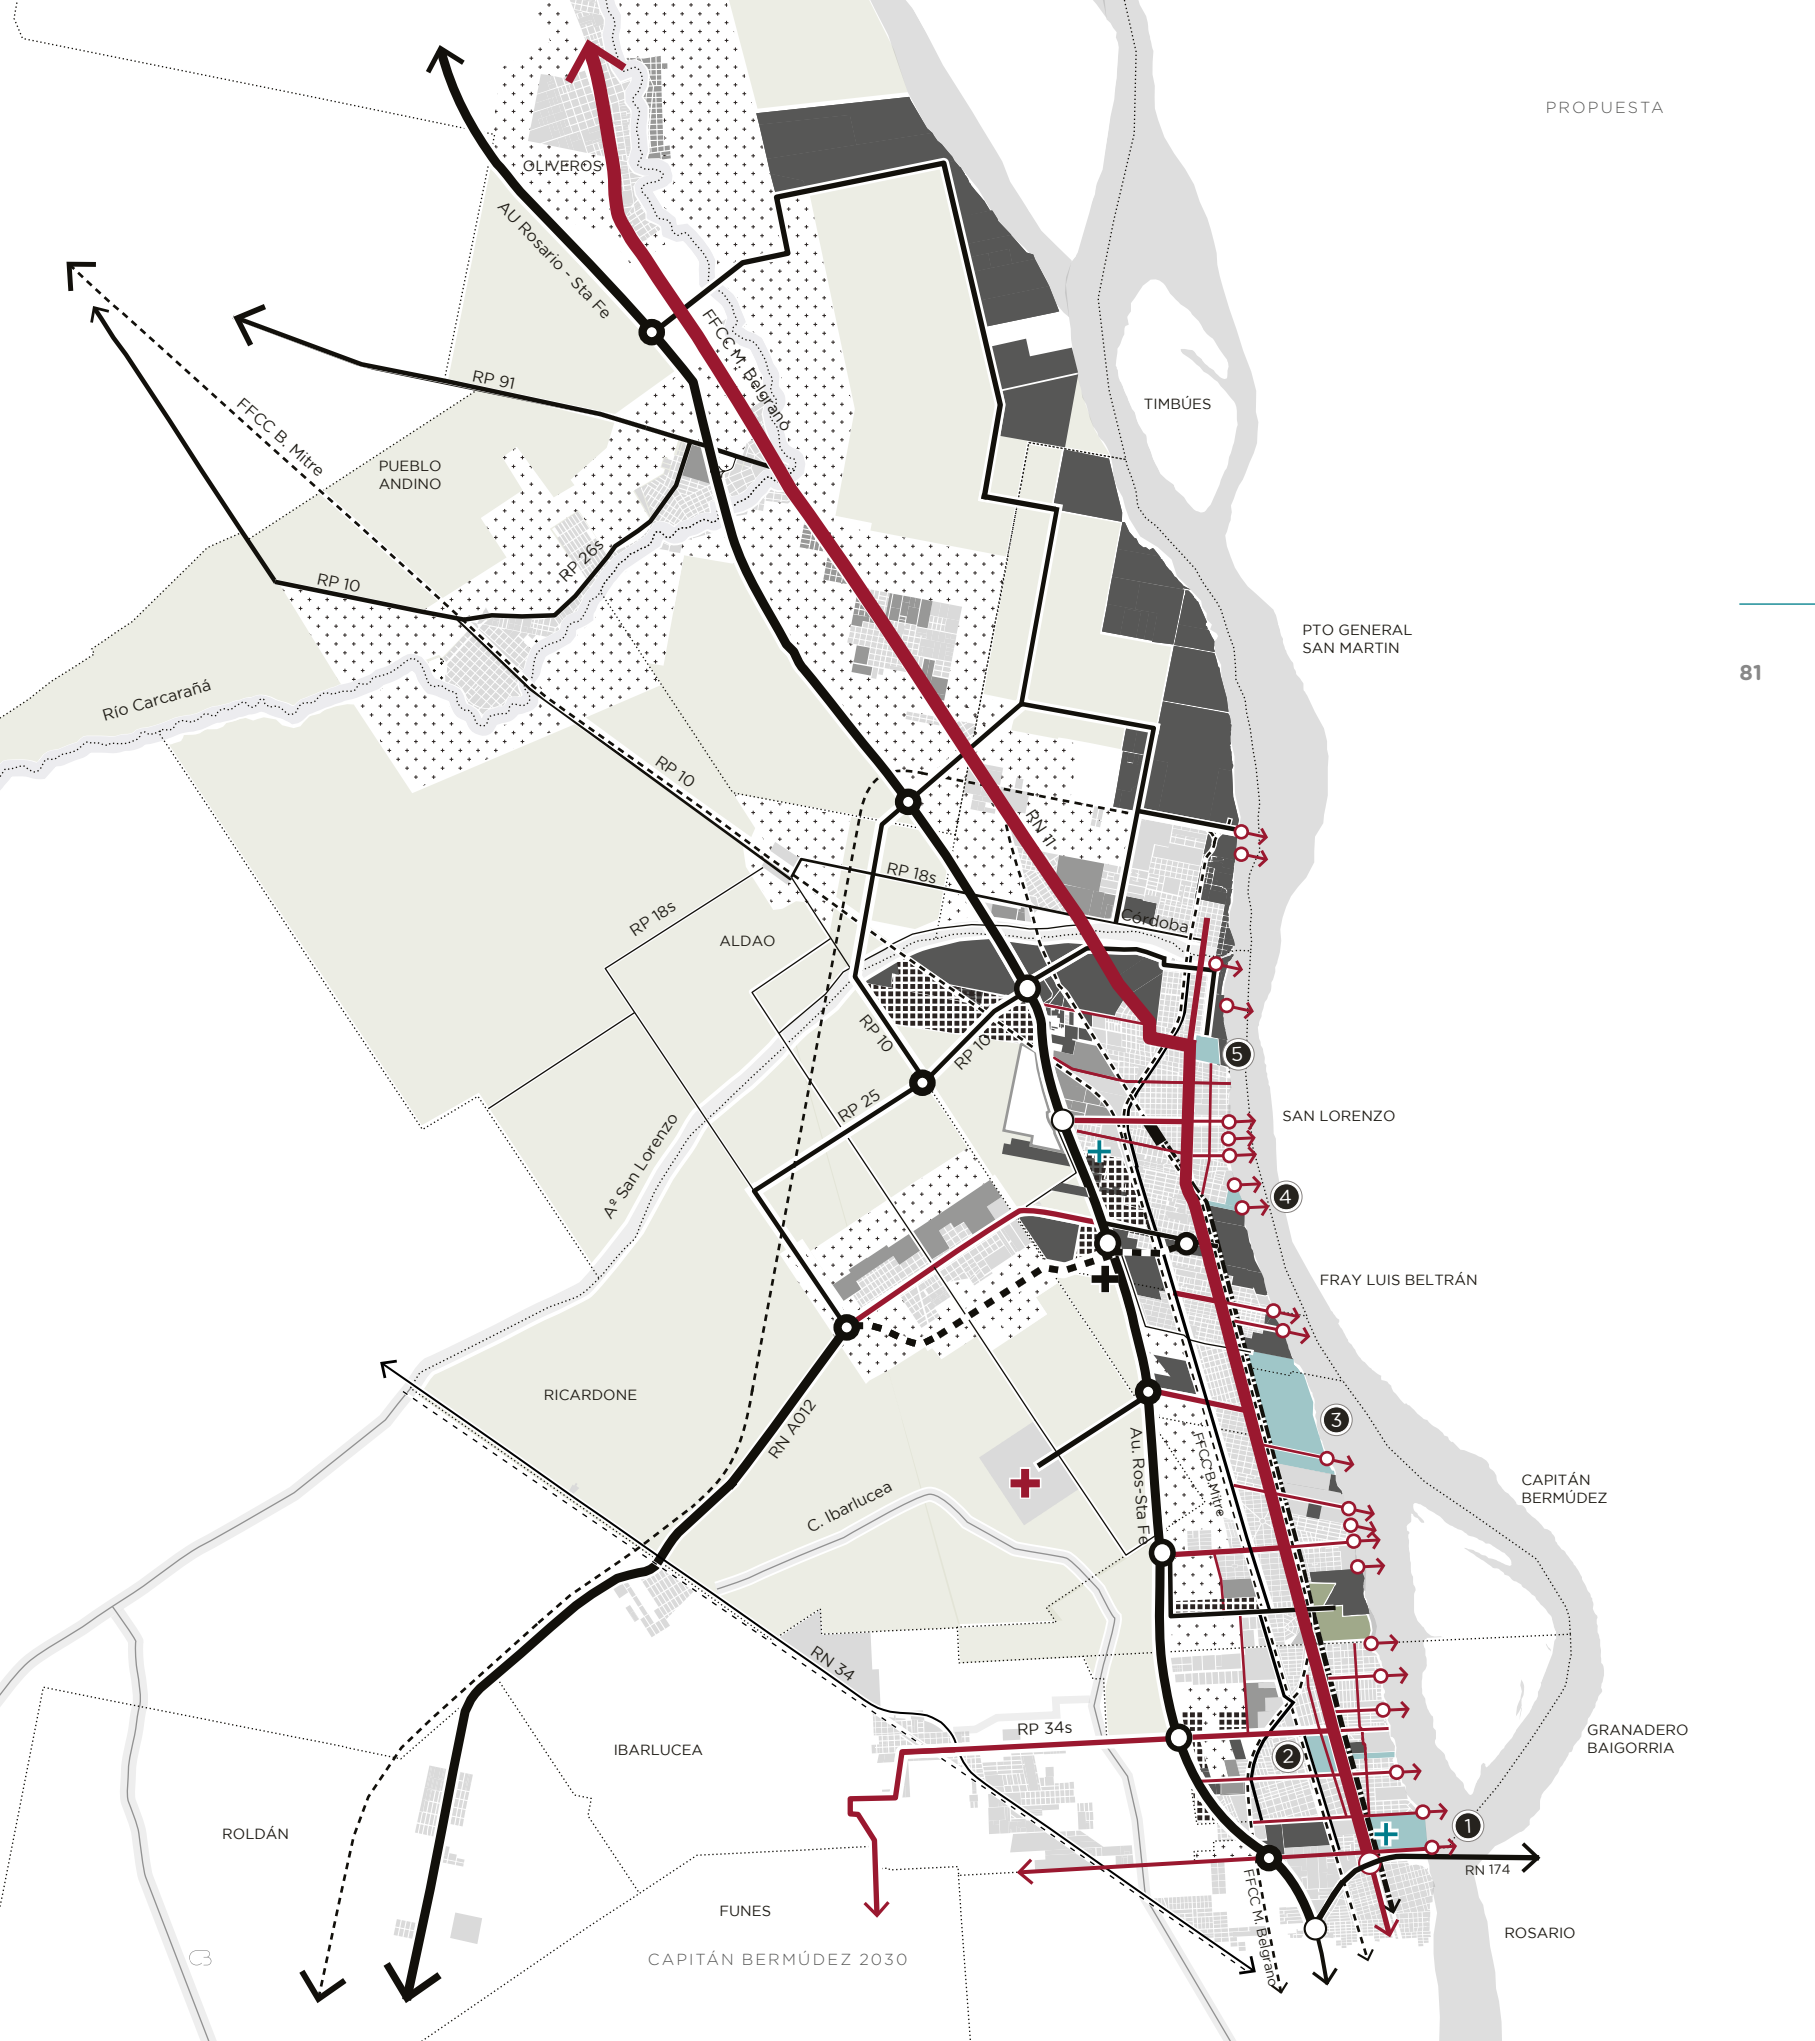 PROPUESTA
OLIVEROS
AU Rosario - Sta Fe
FFCC M. Belgrano
RP 91
TIMBÚES
FFCC B. Mitre
PUEBLO
ANDINO
RP 26s
RP 10
PTO GENERAL
SAN MARTIN
81
Río Carcarañá
RP 10
RN 11
RP 18s
RP 18s
Córdoba
ALDAO
RP 10
RP 10
5
RP 25
SAN LORENZO
Aº San Lorenzo
4
FRAY LUIS BELTRÁN
RICARDONE
RN A012
3
Au. Ros-Sta Fe
FFCC B.Mitre
C. Ibarlucea
CAPITÁN
BERMÚDEZ
RN 34
RP 34s
GRANADERO
BAIGORRIA
IBARLUCEA
2
ROLDÁN
1
RN 174
FFCC M. Belgrano
FUNES
ROSARIO
CAPITÁN BERMÚDEZ 2030